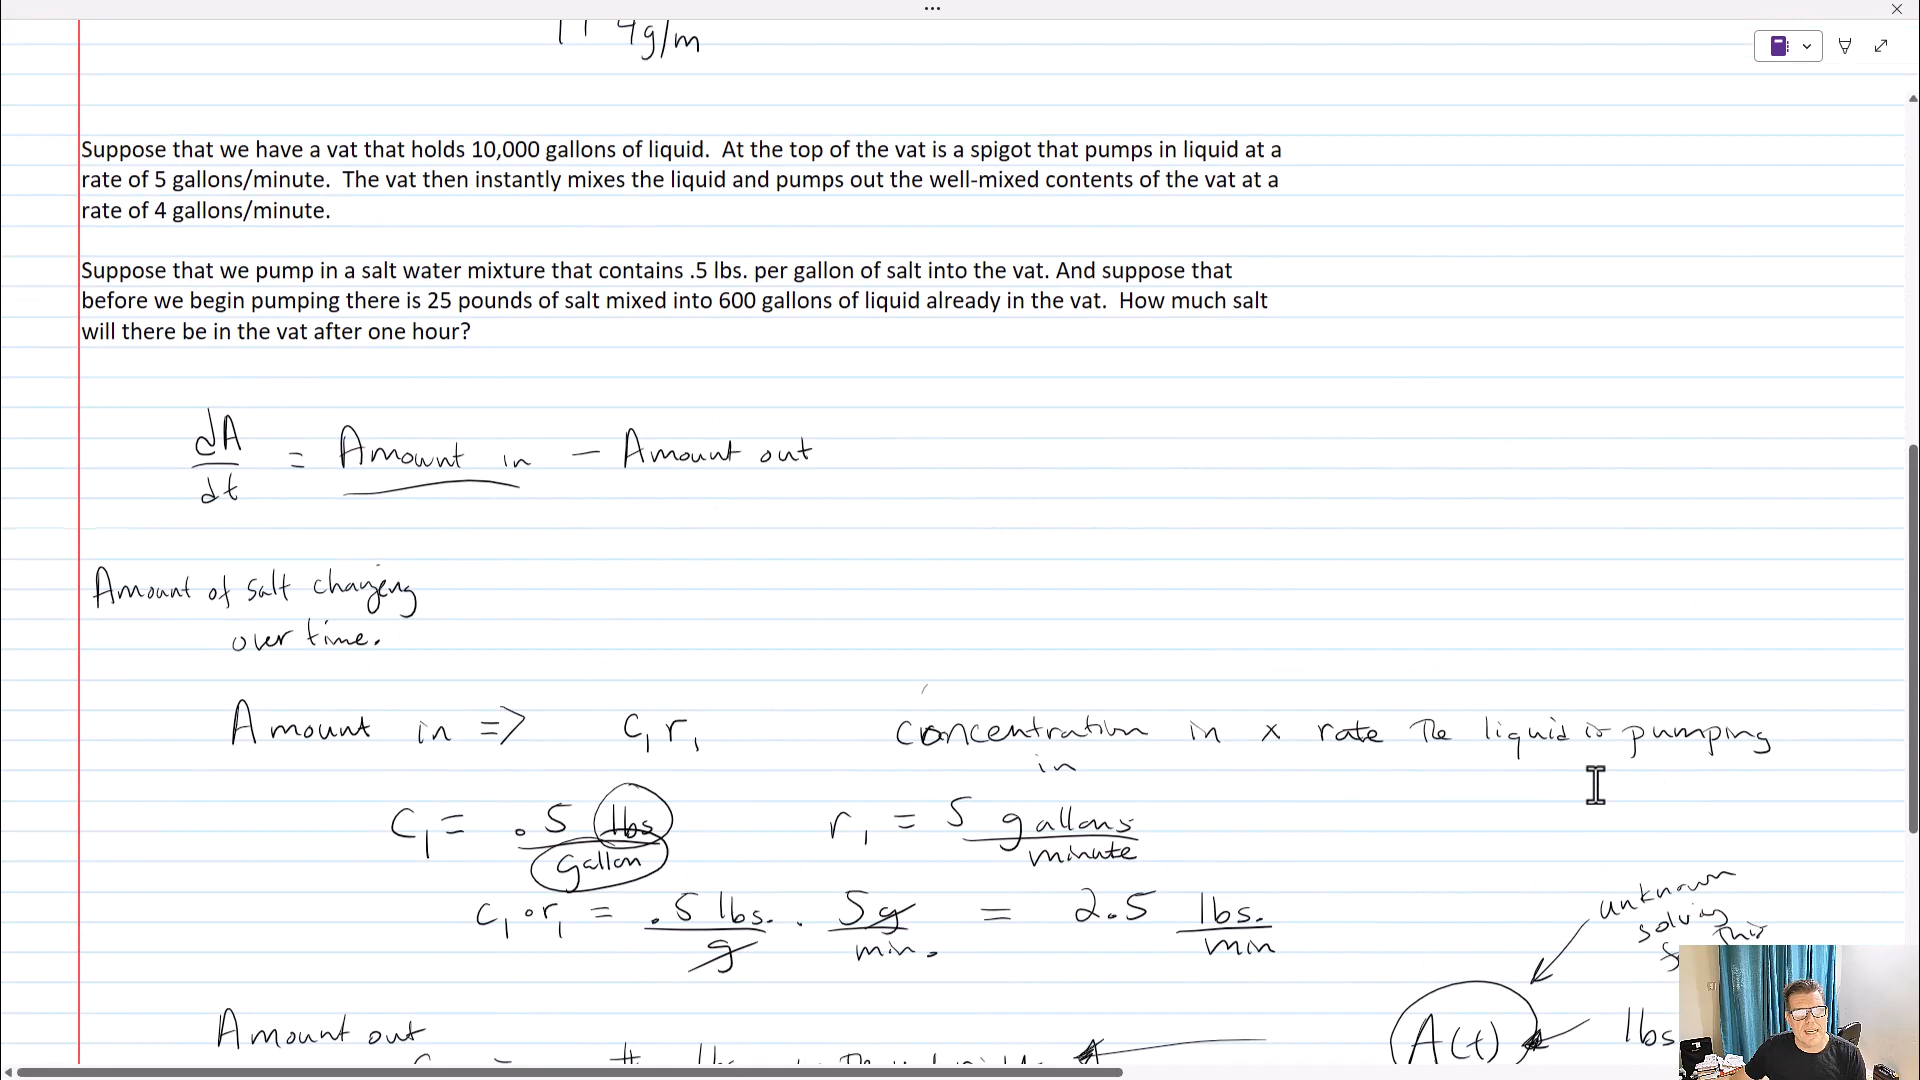 4g/m
Suppose that we have a vat that holds 10,000 gallons of liquid. At the top of the vat is a spigot that pumps in liquid at a
rate of 5 gallons/minute. The vat then instantly mixes the liquid and pumps out the well-mixed contents of the vat at a
rate of 4 gallons/minute.
Suppose that we pump in a salt water mixture that contains .5 lbs. per gallon of salt into the vat. And suppose that
before we begin pumping there is 25 pounds of salt mixed into 600 gallons of liquid already in the vat. How much salt
will there be in the vat after one hour?
dA/dt = Amount in - Amount out
Amount of salt changing
over time.
Amount in => C₁ r₁ concentration in x rate the liquid is pumping
in
C₁ = .5 lbs/gallon r₁ = 5 gallons/minute
C₁ · r₁ = .5 lbs./g · 5g/min. = 2.5 lbs./min
unknown
solving
this
Amount out
A(t) lbs